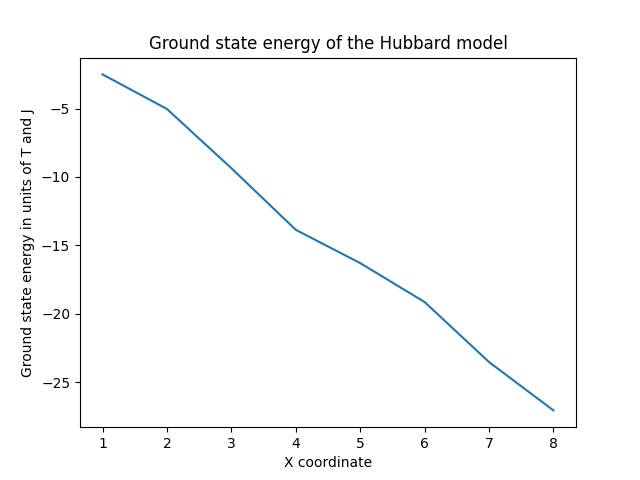 Ground state energy of the Hubbard model
Ground state energy in units of T and J
−5
−10
−15
−20
−25
1 2 3 4 5 6 7 8
X coordinate